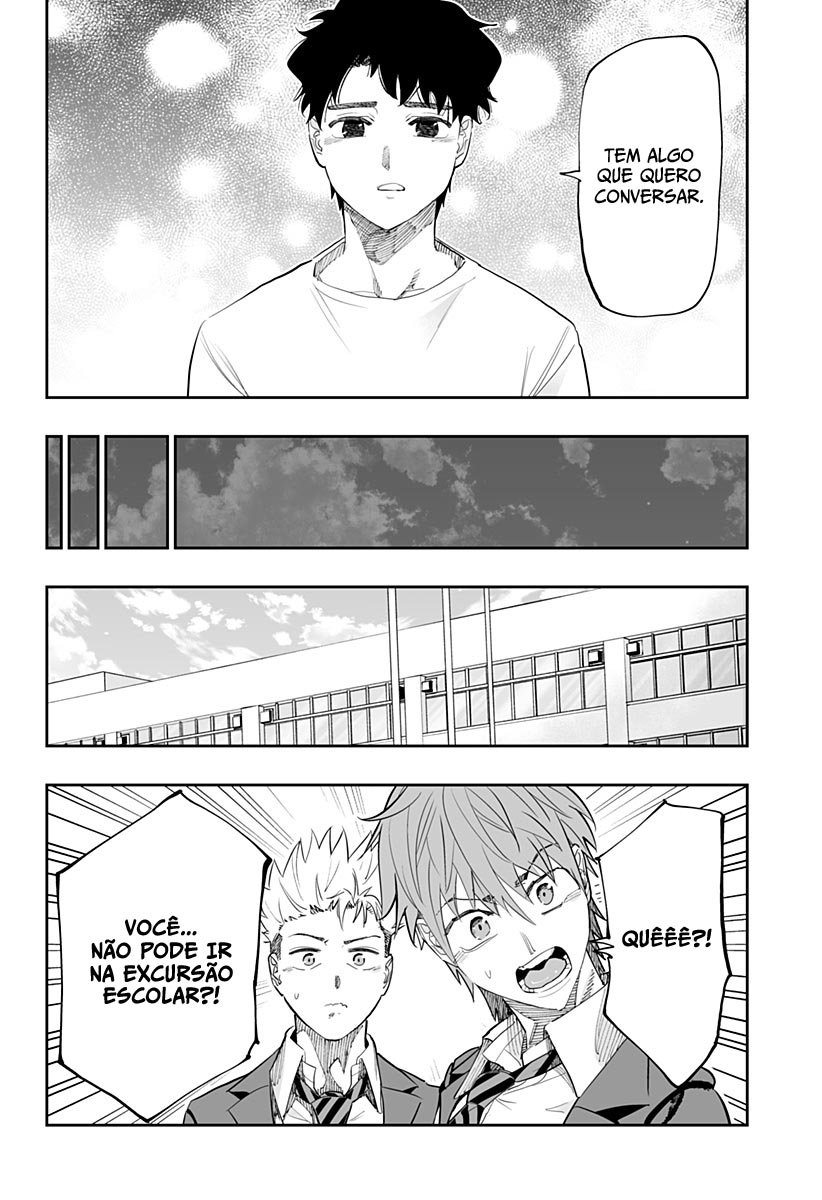 TEM ALGO
QUE QUERO
CONVERSAR.
QUÊÊÊ?!
VOCÊ...
NÃO PODE IR
NA EXCURSÃO
ESCOLAR?!